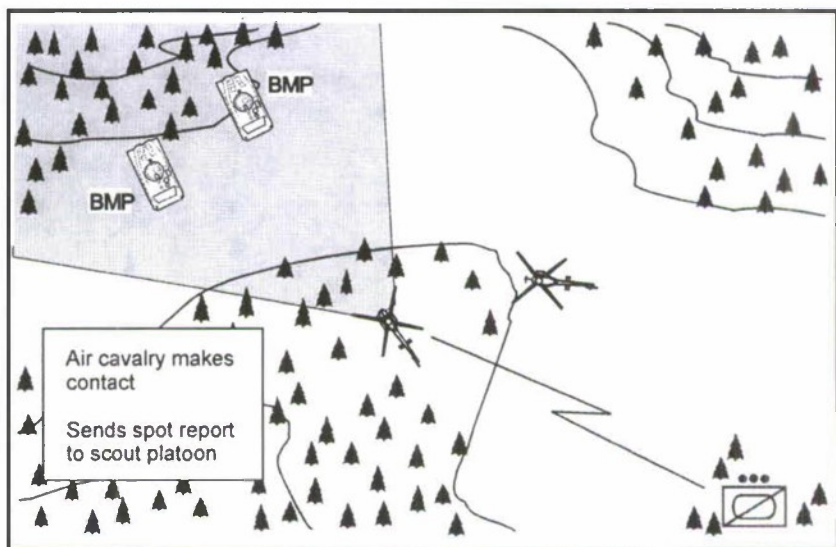 BMP
BMP
Air cavalry makes
contact
Sends spot report
to scout platoon